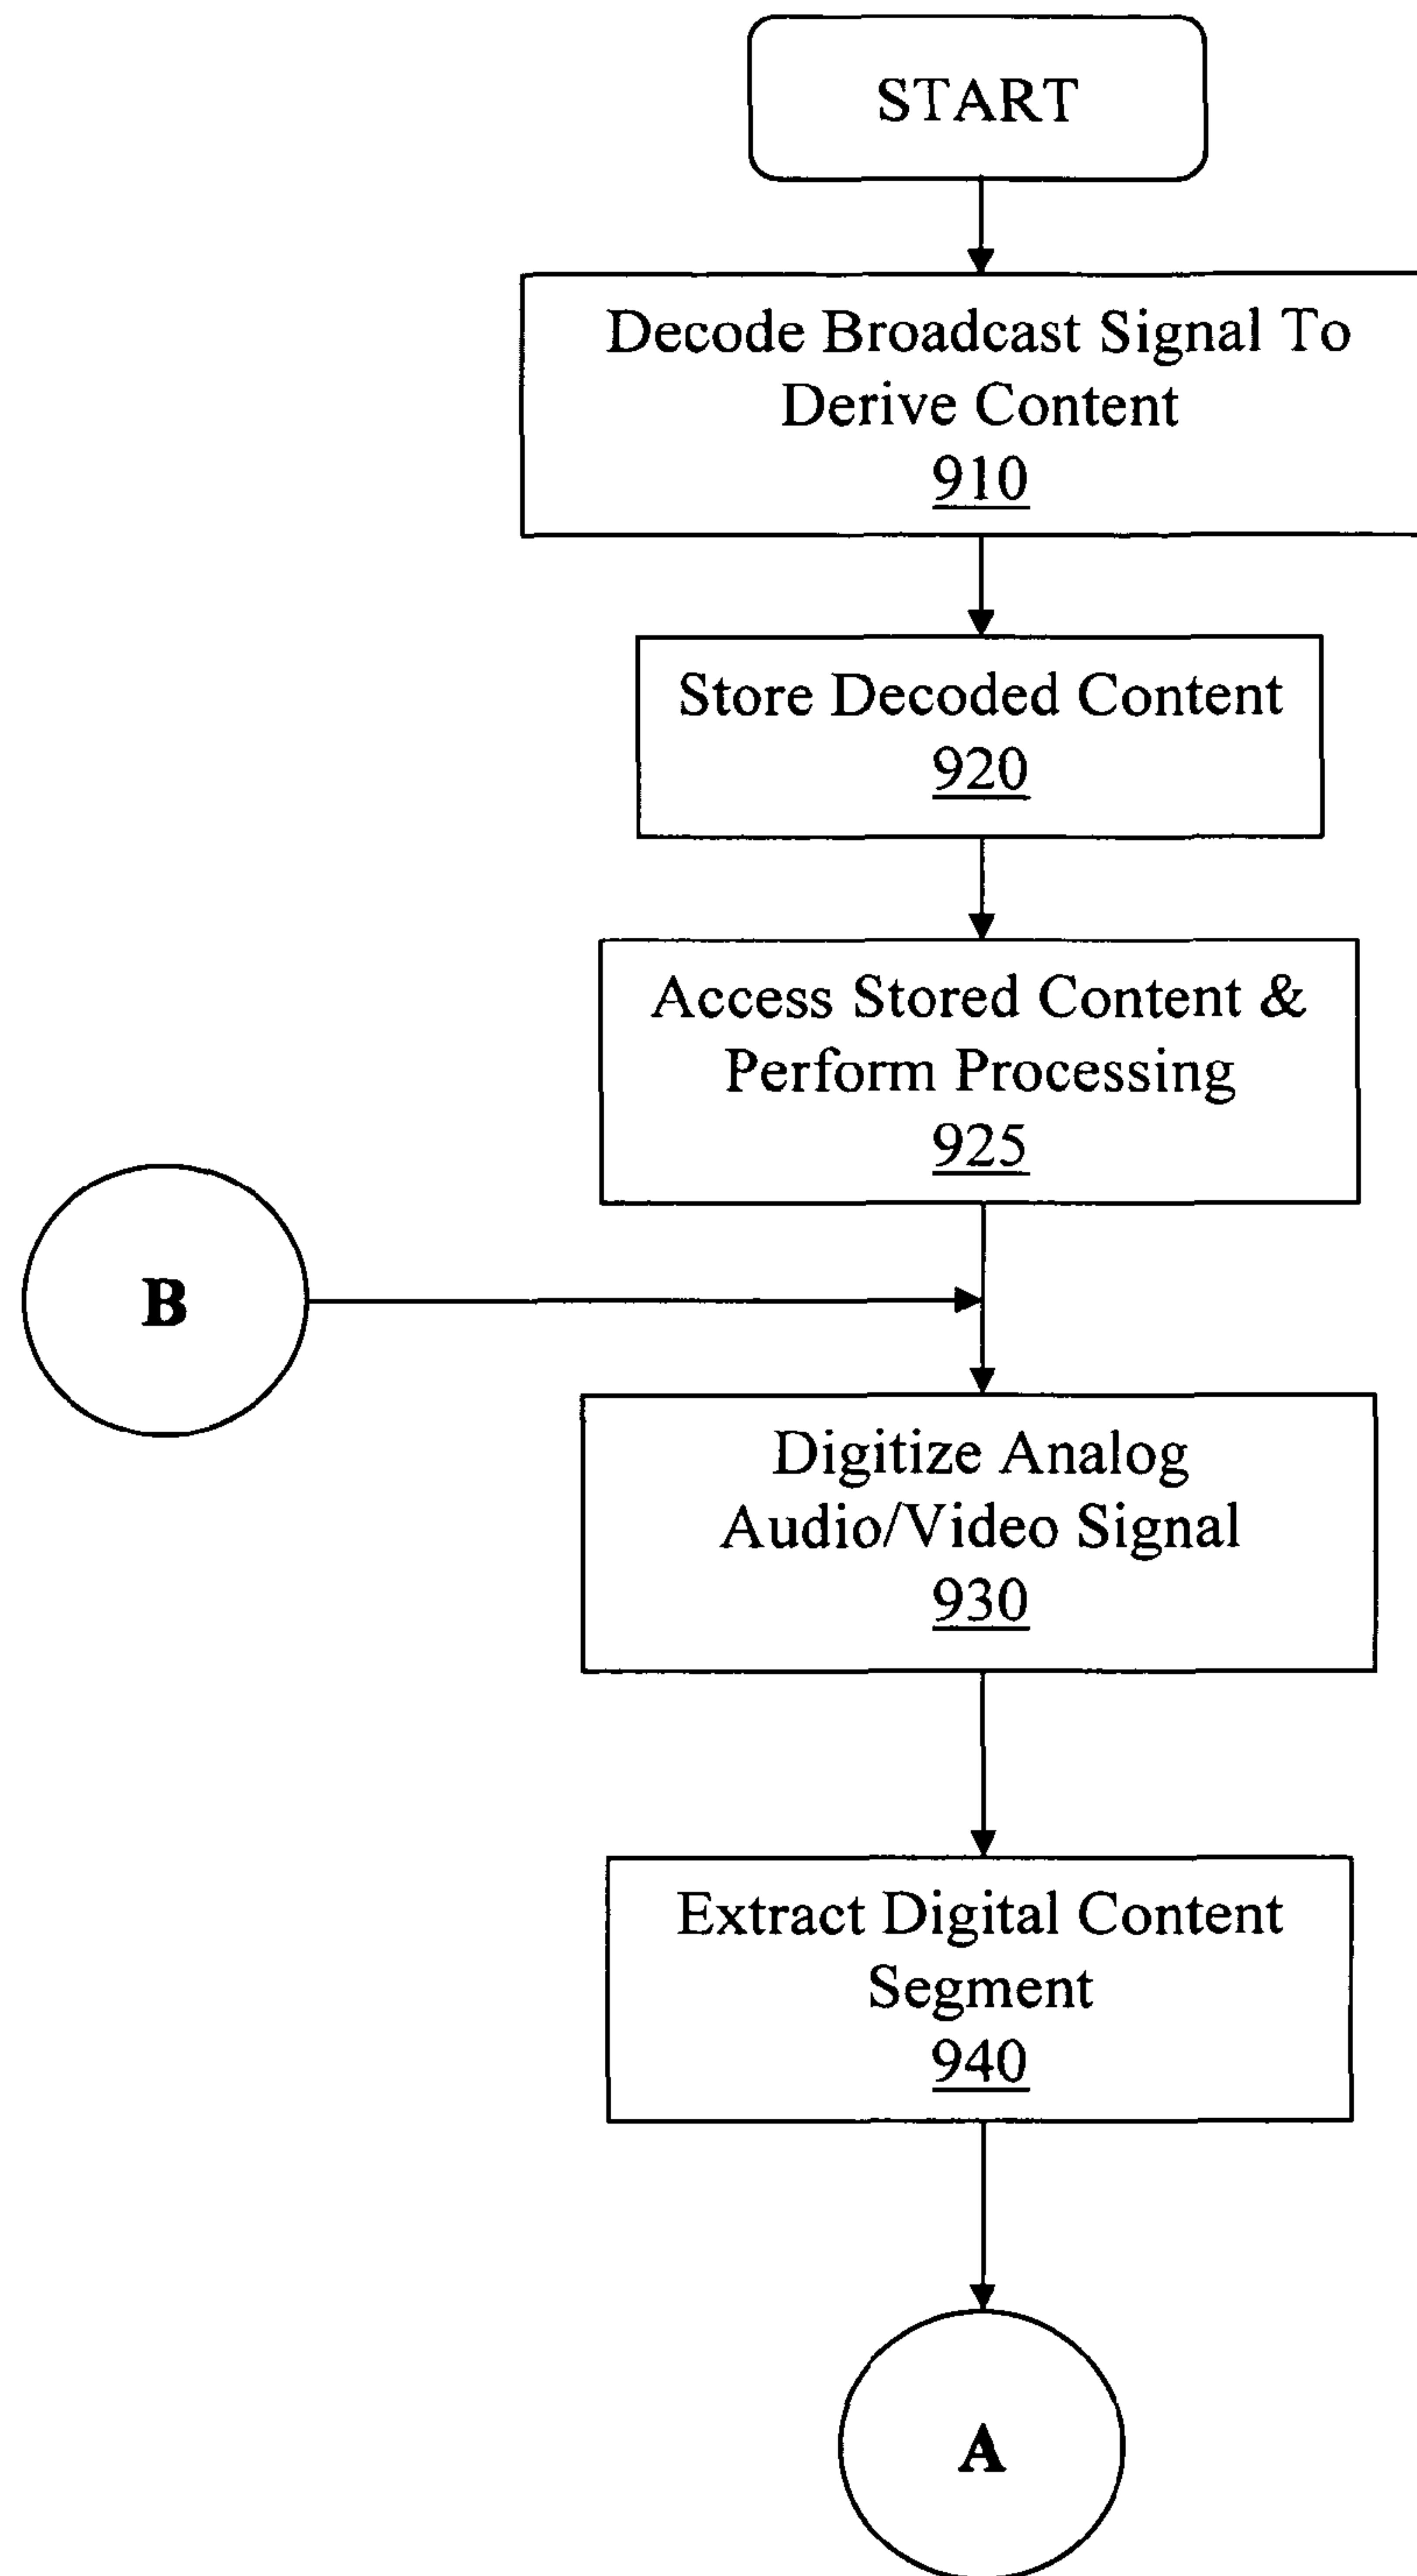 START
Decode Broadcast Signal To
Derive Content
910
Store Decoded Content
920
Access Stored Content &
Perform Processing
925
B
Digitize Analog
Audio/Video Signal
930
Extract Digital Content
Segment
940
A